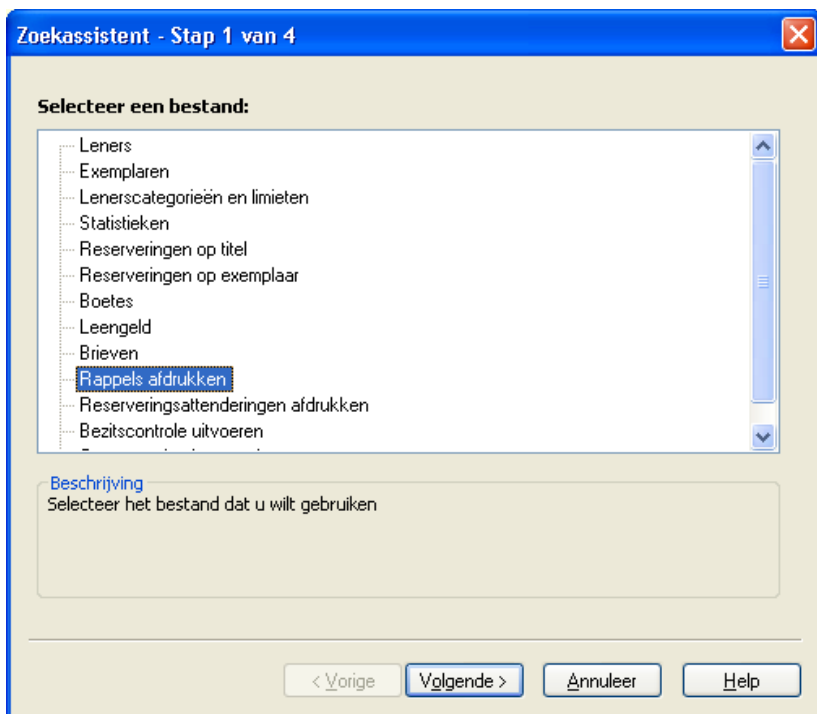 Zoekassistent - Stap 1 van 4
Selecteer een bestand:
Leners
Exemplaren
Lenerscategorieën en limieten
Statistieken
Reserveringen op titel
Reserveringen op exemplaar
Boetes
Leengeld
Brieven
Rappels afdrukken
Reserveringsattenderingen afdrukken
Bezitscontrole uitvoeren
Beschrijving
Selecteer het bestand dat u wilt gebruiken
< Vorige
Volgende >
Annuleer
Help